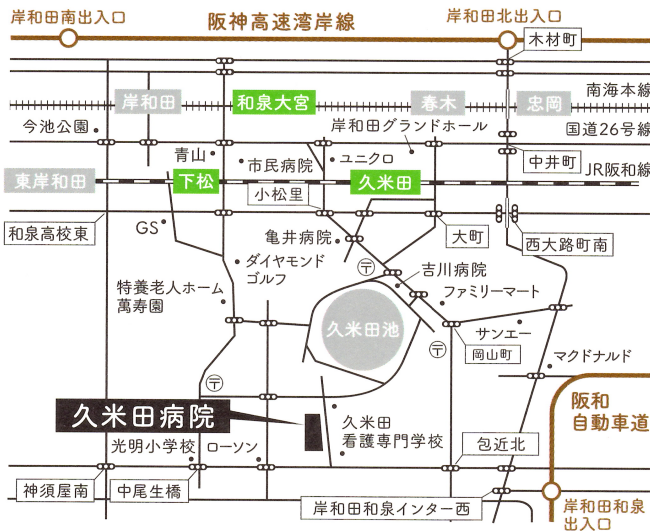 岸和田南出入口
阪神高速湾岸線
岸和田北出入口
木材町
南海本線
岸和田
和泉大宮
春木
忠岡
今池公園
岸和田グランドホール
国道26号線
青山
市民病院
ユニクロ
中井町
JR阪和線
東岸和田
下松
久米田
小松里
和泉高校東
GS
亀井病院
大町
西大路町南
ダイヤモンド
ゴルフ
〒
吉川病院
特養老人ホーム
萬寿園
ファミリーマート
久米田池
サンエー
〒
岡山町
マクドナルド
〒
阪和
自動車道
久米田病院
久米田
看護専門学校
光明小学校
ローソン
包近北
神須屋南
中尾生橋
岸和田和泉インター西
岸和田和泉
出入口